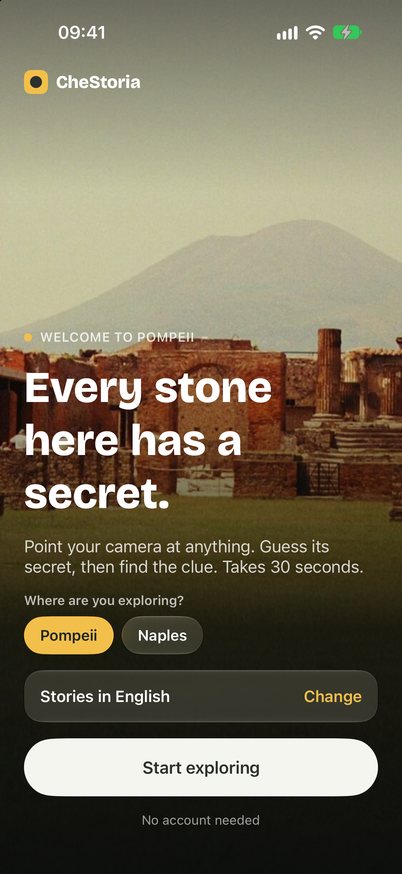 09:41
CheStoria
WELCOME TO POMPEII
Every stone
here has a
secret.
Point your camera at anything. Guess its
secret, then find the clue. Takes 30 seconds.
Where are you exploring?
Pompeii
Naples
Stories in English
Change
Start exploring
No account needed